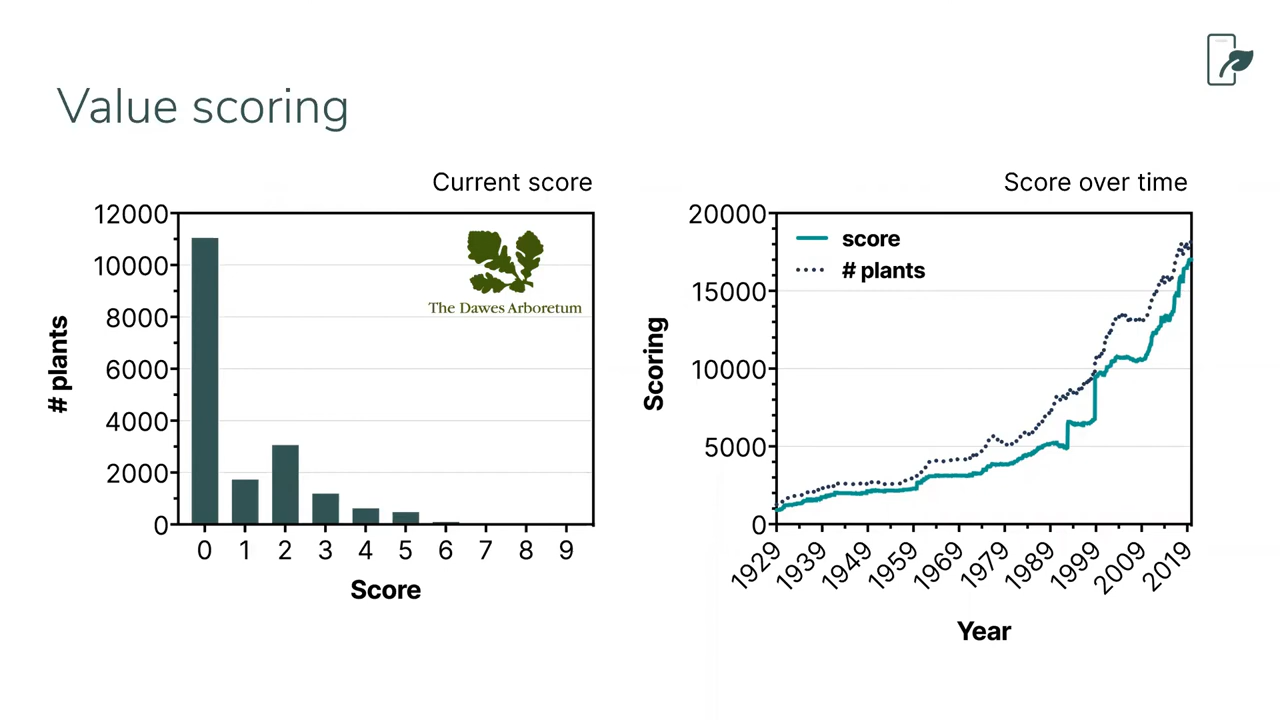 Value scoring
Current score
12000
10000
8000
6000
4000
2000
0
# plants
The Dawes Arboretum
0 1 2 3 4 5 6 7 8 9
Score
Score over time
20000
15000
10000
5000
0
Scoring
score
# plants
1929 1939 1949 1959 1969 1979 1989 1999 2009 2019
Year